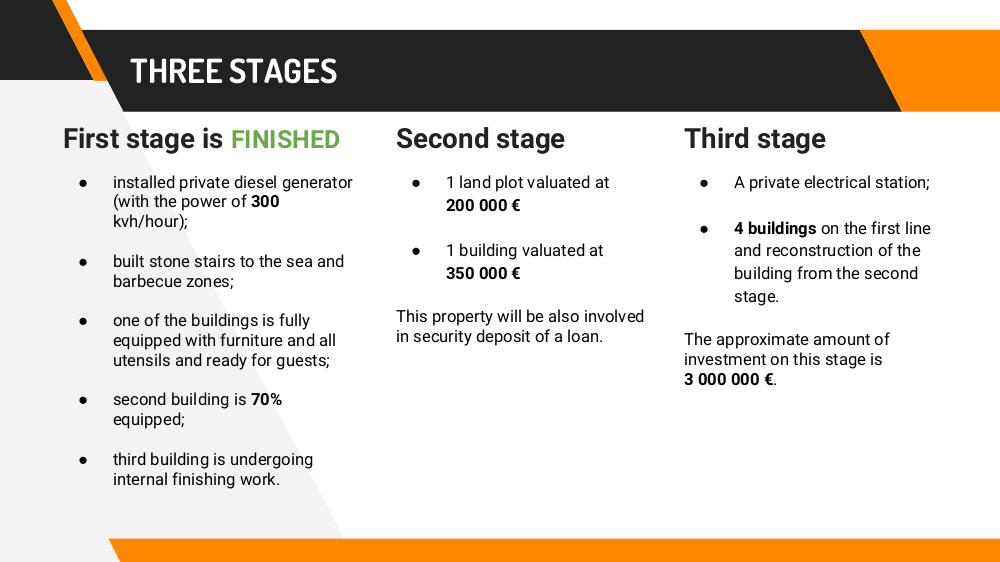 THREE STAGES
First stage is FINISHED
● installed private diesel generator
(with the power of 300
kvh/hour);
● built stone stairs to the sea and
barbecue zones;
● one of the buildings is fully
equipped with furniture and all
utensils and ready for guests;
● second building is 70%
equipped;
● third building is undergoing
internal finishing work.
Second stage
● 1 land plot valuated at
200 000 €
● 1 building valuated at
350 000 €
This property will be also involved
in security deposit of a loan.
Third stage
● A private electrical station;
● 4 buildings on the first line
and reconstruction of the
building from the second
stage.
The approximate amount of
investment on this stage is
3 000 000 €.